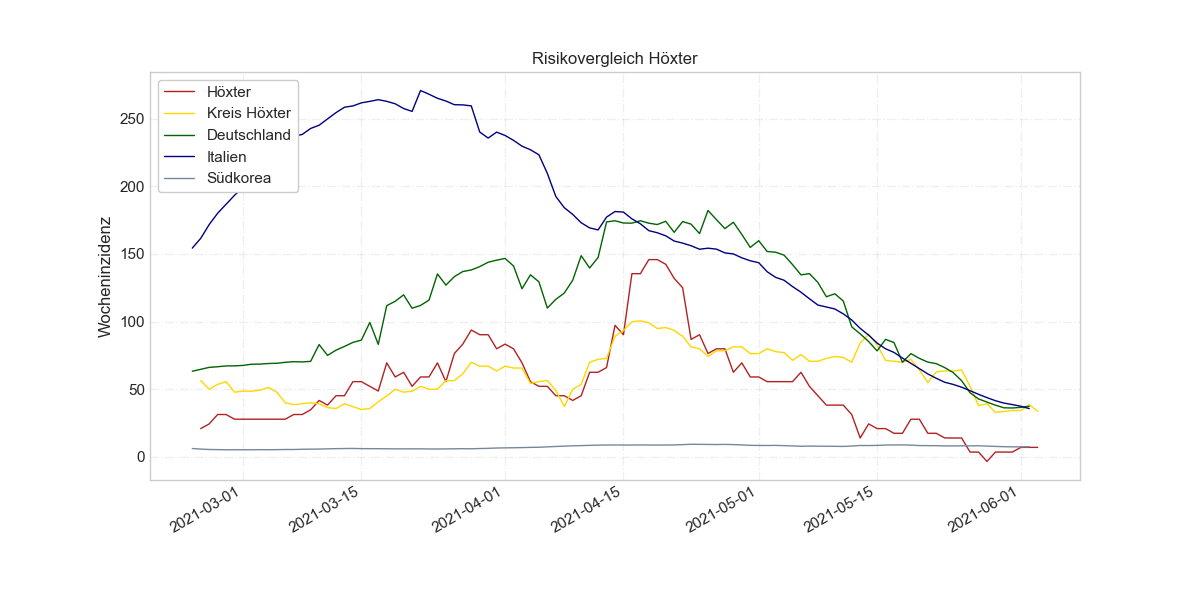 Risikovergleich Höxter
Höxter
Kreis Höxter
Deutschland
Italien
Südkorea
Wocheninzidenz
250
200
150
100
50
0
2021-03-01
2021-03-15
2021-04-01
2021-04-15
2021-05-01
2021-05-15
2021-06-01